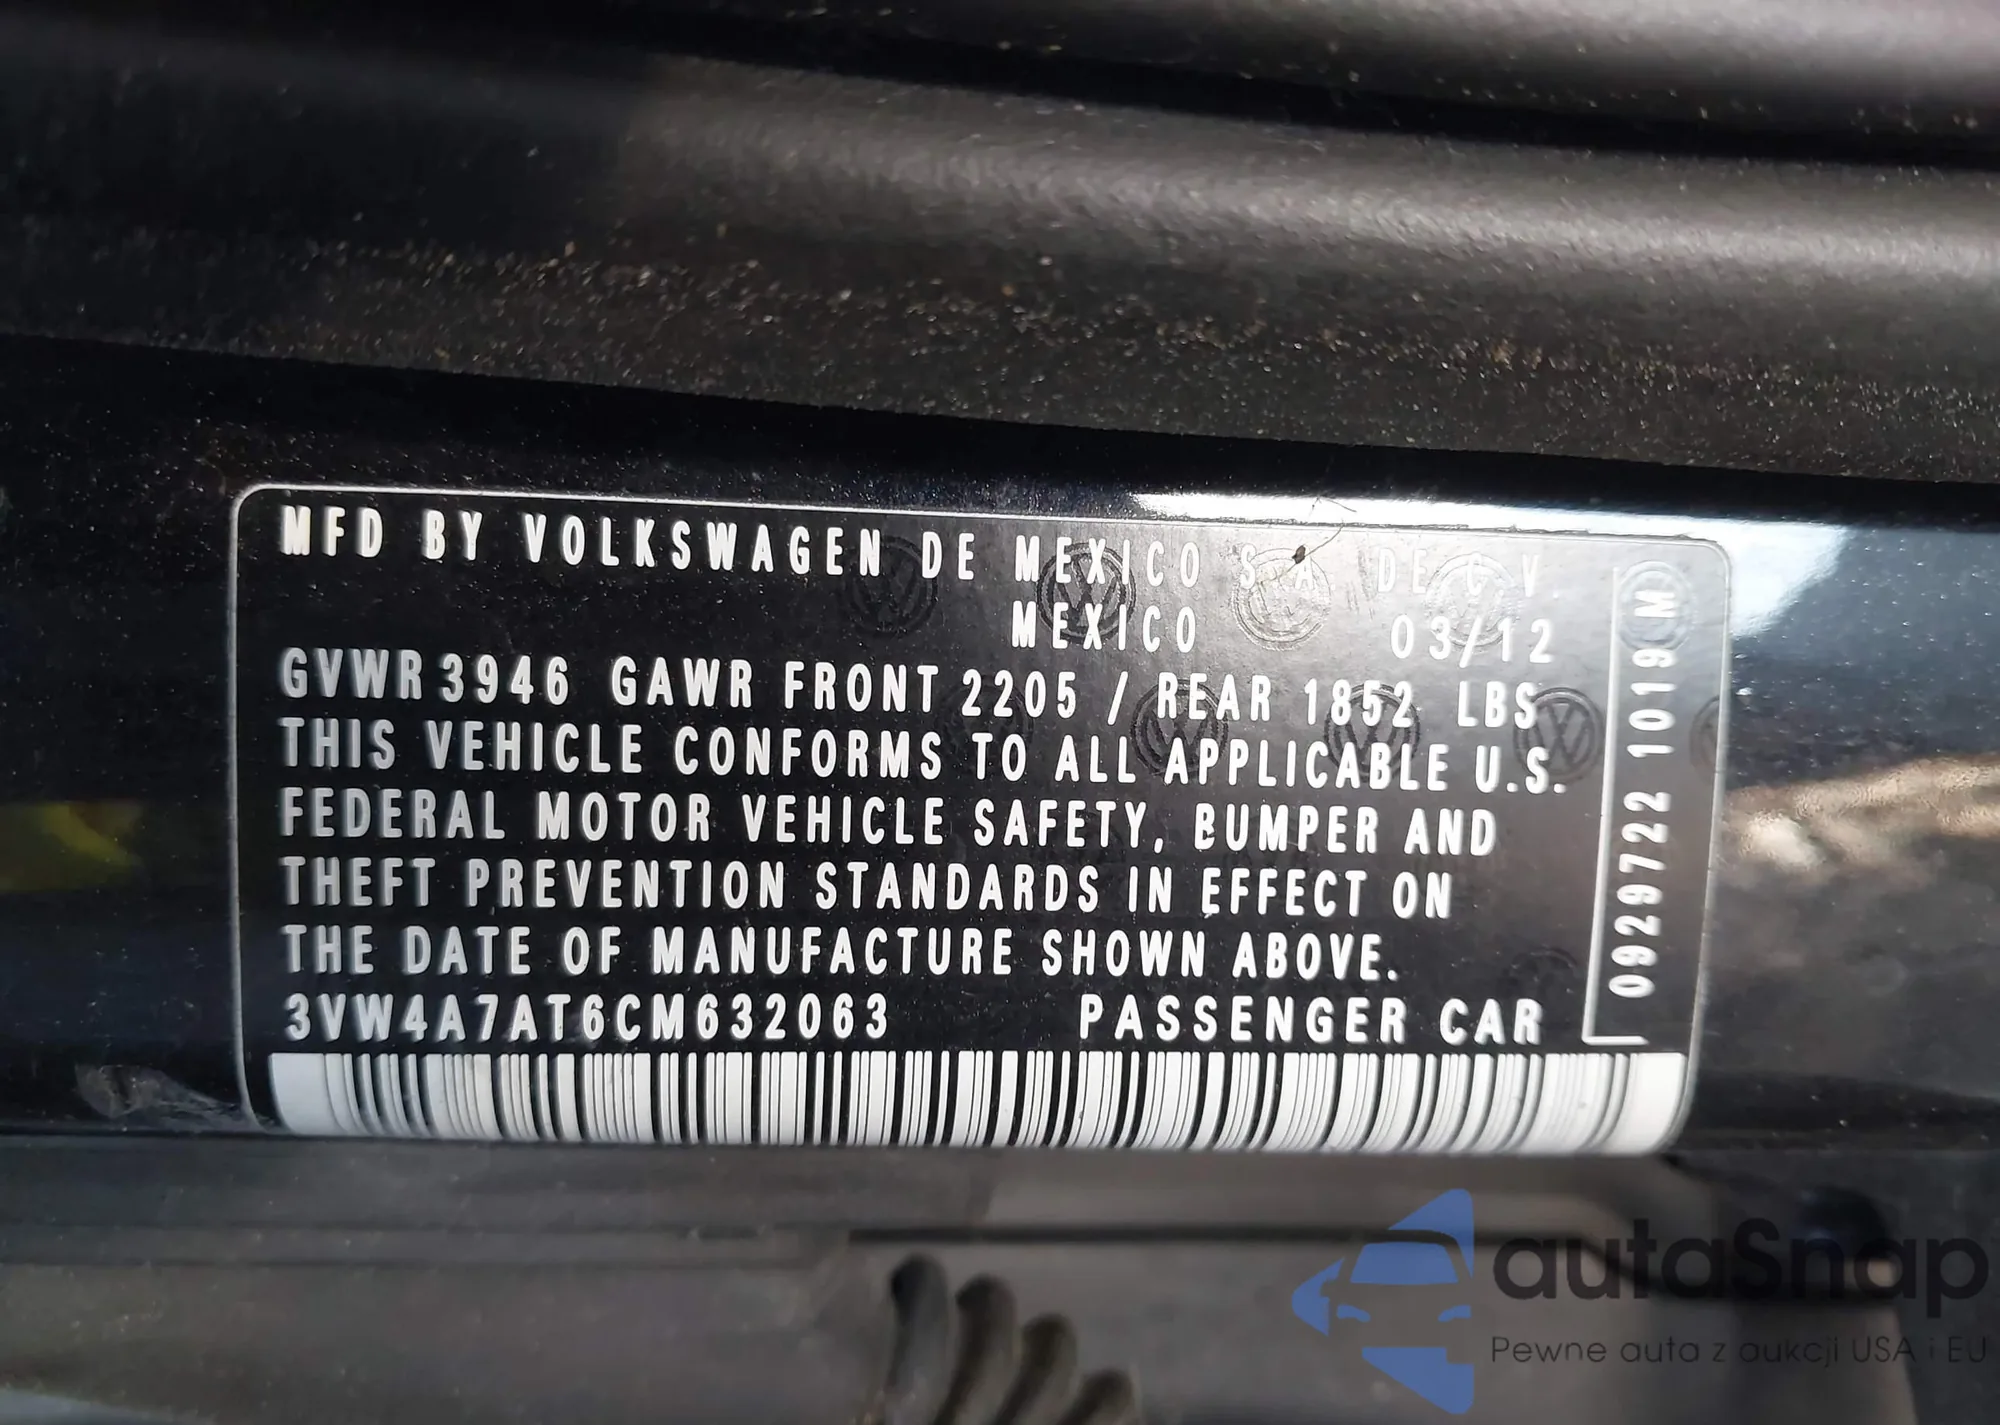 MFD BY VOLKSWAGEN DE MEXICO S.A. DE C.V.
MEXICO 03/12
GVWR 3946 GAWR FRONT 2205 / REAR 1852 LBS
THIS VEHICLE CONFORMS TO ALL APPLICABLE U.S.
FEDERAL MOTOR VEHICLE SAFETY, BUMPER AND
THEFT PREVENTION STANDARDS IN EFFECT ON
THE DATE OF MANUFACTURE SHOWN ABOVE.
3VW4A7AT6CM632063 PASSENGER CAR
0929722 1019 M
autaSnap
Pewne auta z aukcji USA i EU